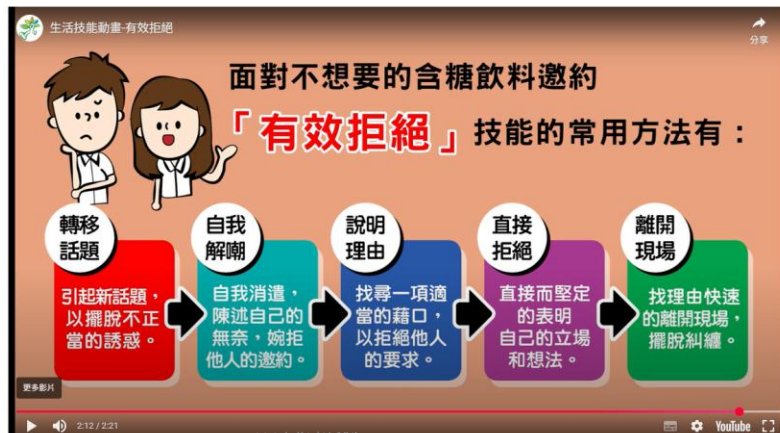 生活技能動畫-有效拒絕
分享
面對不想要的含糖飲料邀約
「有效拒絕」技能的常用方法有：
轉移
話題
引起新話題，
以擺脫不正
當的誘惑。
自我
解嘲
自我消遣，
陳述自己的
無奈，婉拒
他人的邀約。
說明
理由
找尋一項適
當的藉口，
以拒絕他人
的要求。
直接
拒絕
直接而堅定
的表明
自己的立場
和想法。
離開
現場
找理由快速
的離開現場，
擺脫糾纏。
更多影片
2:12 / 2:21
YouTube